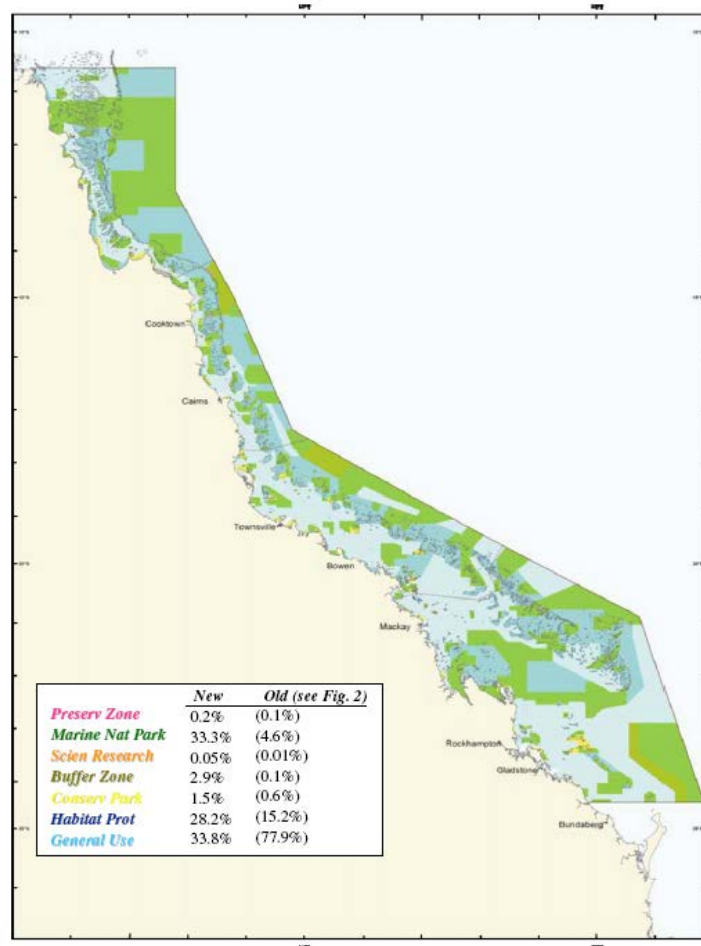 Cooktown
Cairns
Townsville
Bowen
Mackay
Rockhampton
Gladstone
Bundaberg
New Old (see Fig. 2)
Preserv Zone 0.2% (0.1%)
Marine Nat Park 33.3% (4.6%)
Scien Research 0.05% (0.01%)
Buffer Zone 2.9% (0.1%)
Conserv Park 1.5% (0.6%)
Habitat Prot 28.2% (15.2%)
General Use 33.8% (77.9%)